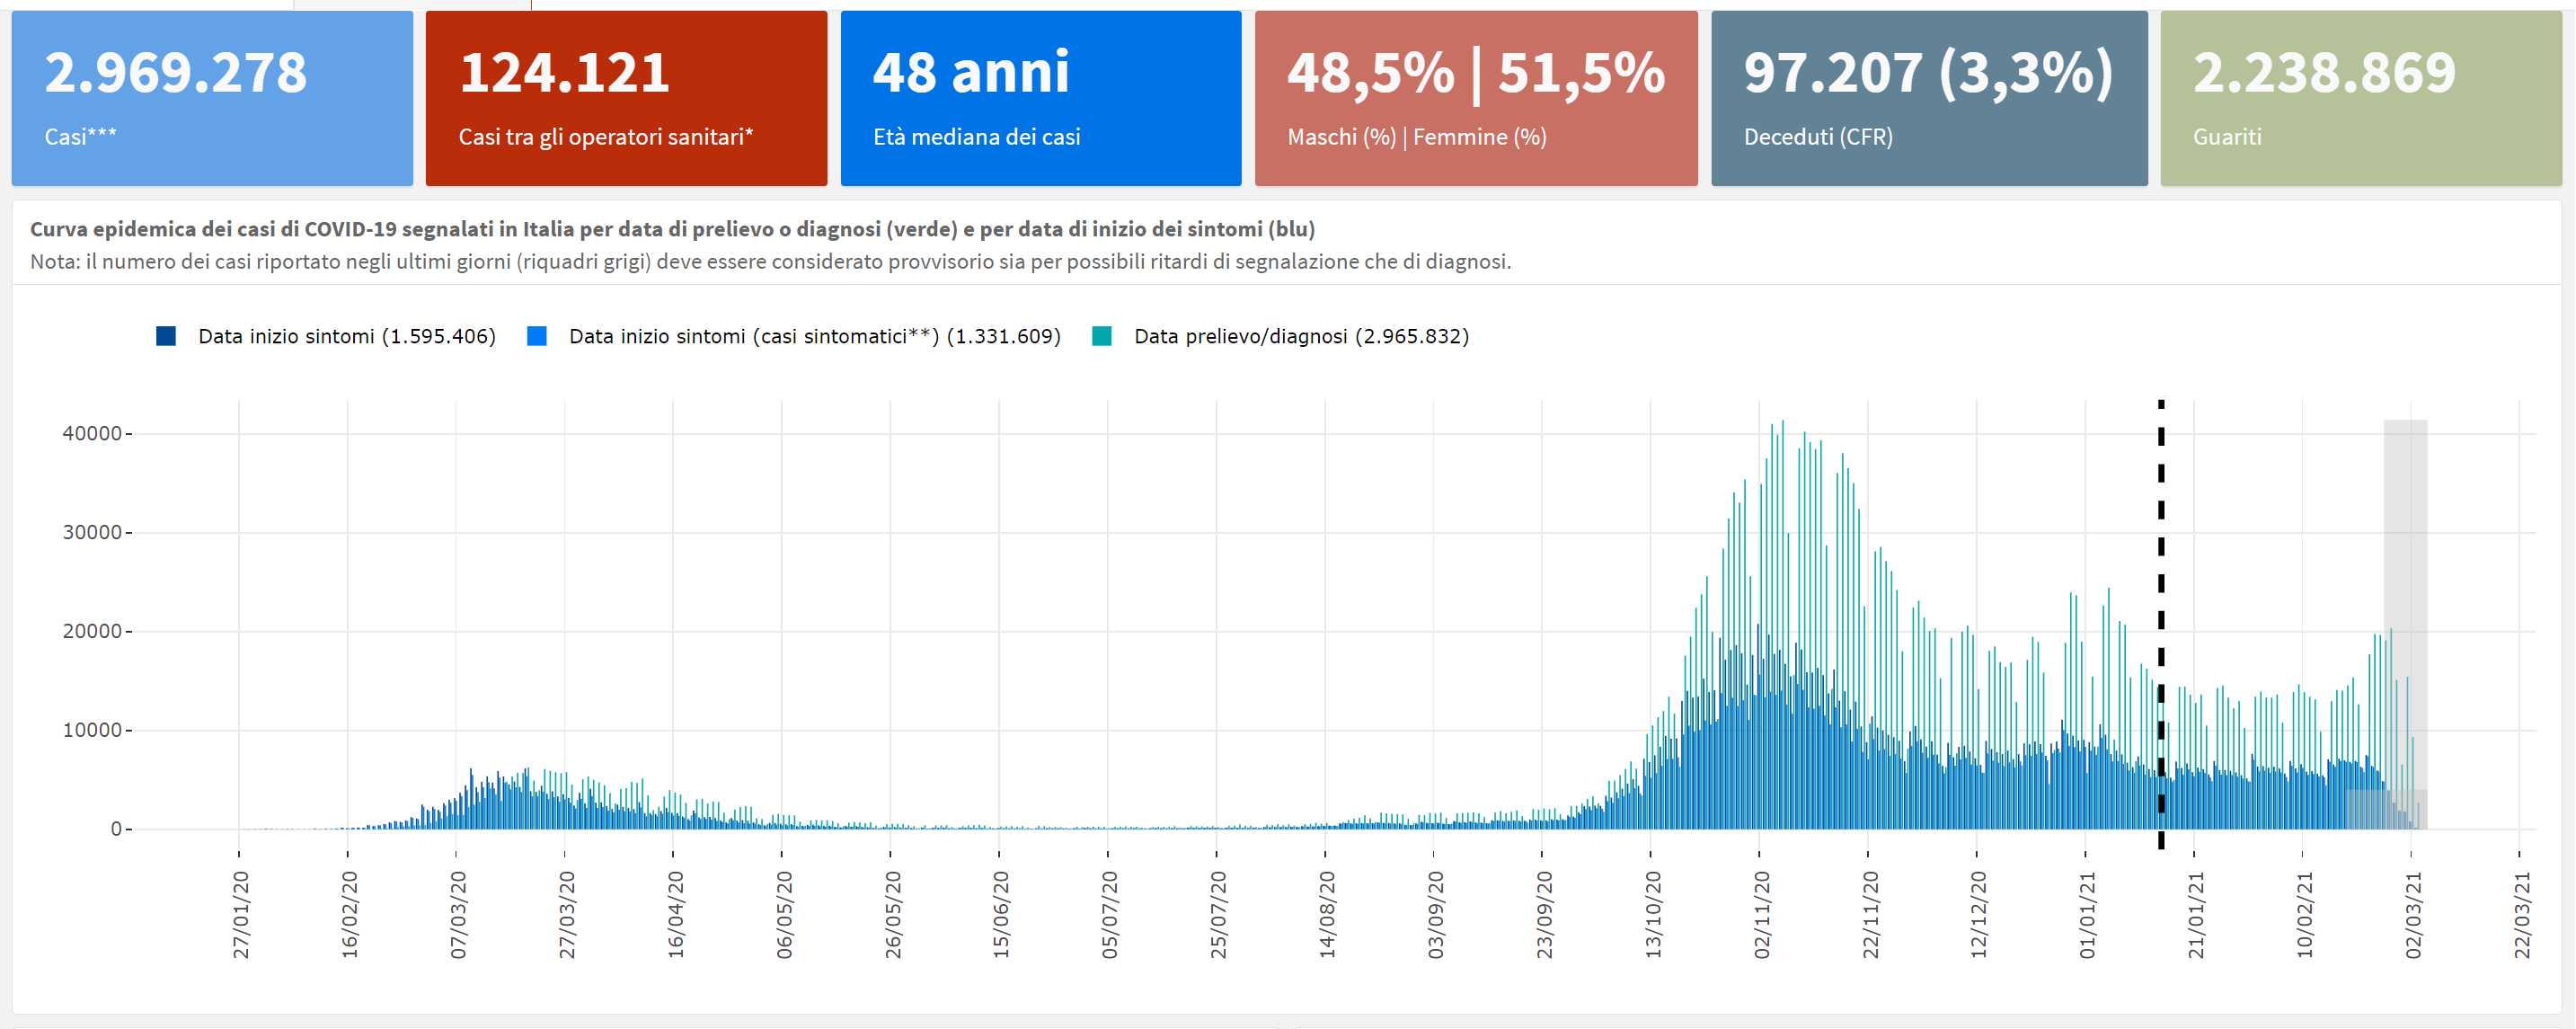 2.969.278
Casi***
124.121
Casi tra gli operatori sanitari*
48 anni
Età mediana dei casi
48,5% | 51,5%
Maschi (%) | Femmine (%)
97.207 (3,3%)
Deceduti (CFR)
2.238.869
Guariti
Curva epidemica dei casi di COVID-19 segnalati in Italia per data di prelievo o diagnosi (verde) e per data di inizio dei sintomi (blu)
Nota: il numero dei casi riportato negli ultimi giorni (riquadri grigi) deve essere considerato provvisorio sia per possibili ritardi di segnalazione che di diagnosi.
Data inizio sintomi (1.595.406)
Data inizio sintomi (casi sintomatici**) (1.331.609)
Data prelievo/diagnosi (2.965.832)
40000
30000
20000
10000
0
27/01/20
16/02/20
07/03/20
27/03/20
16/04/20
06/05/20
26/05/20
15/06/20
05/07/20
25/07/20
14/08/20
03/09/20
23/09/20
13/10/20
02/11/20
22/11/20
12/12/20
01/01/21
21/01/21
10/02/21
02/03/21
22/03/21